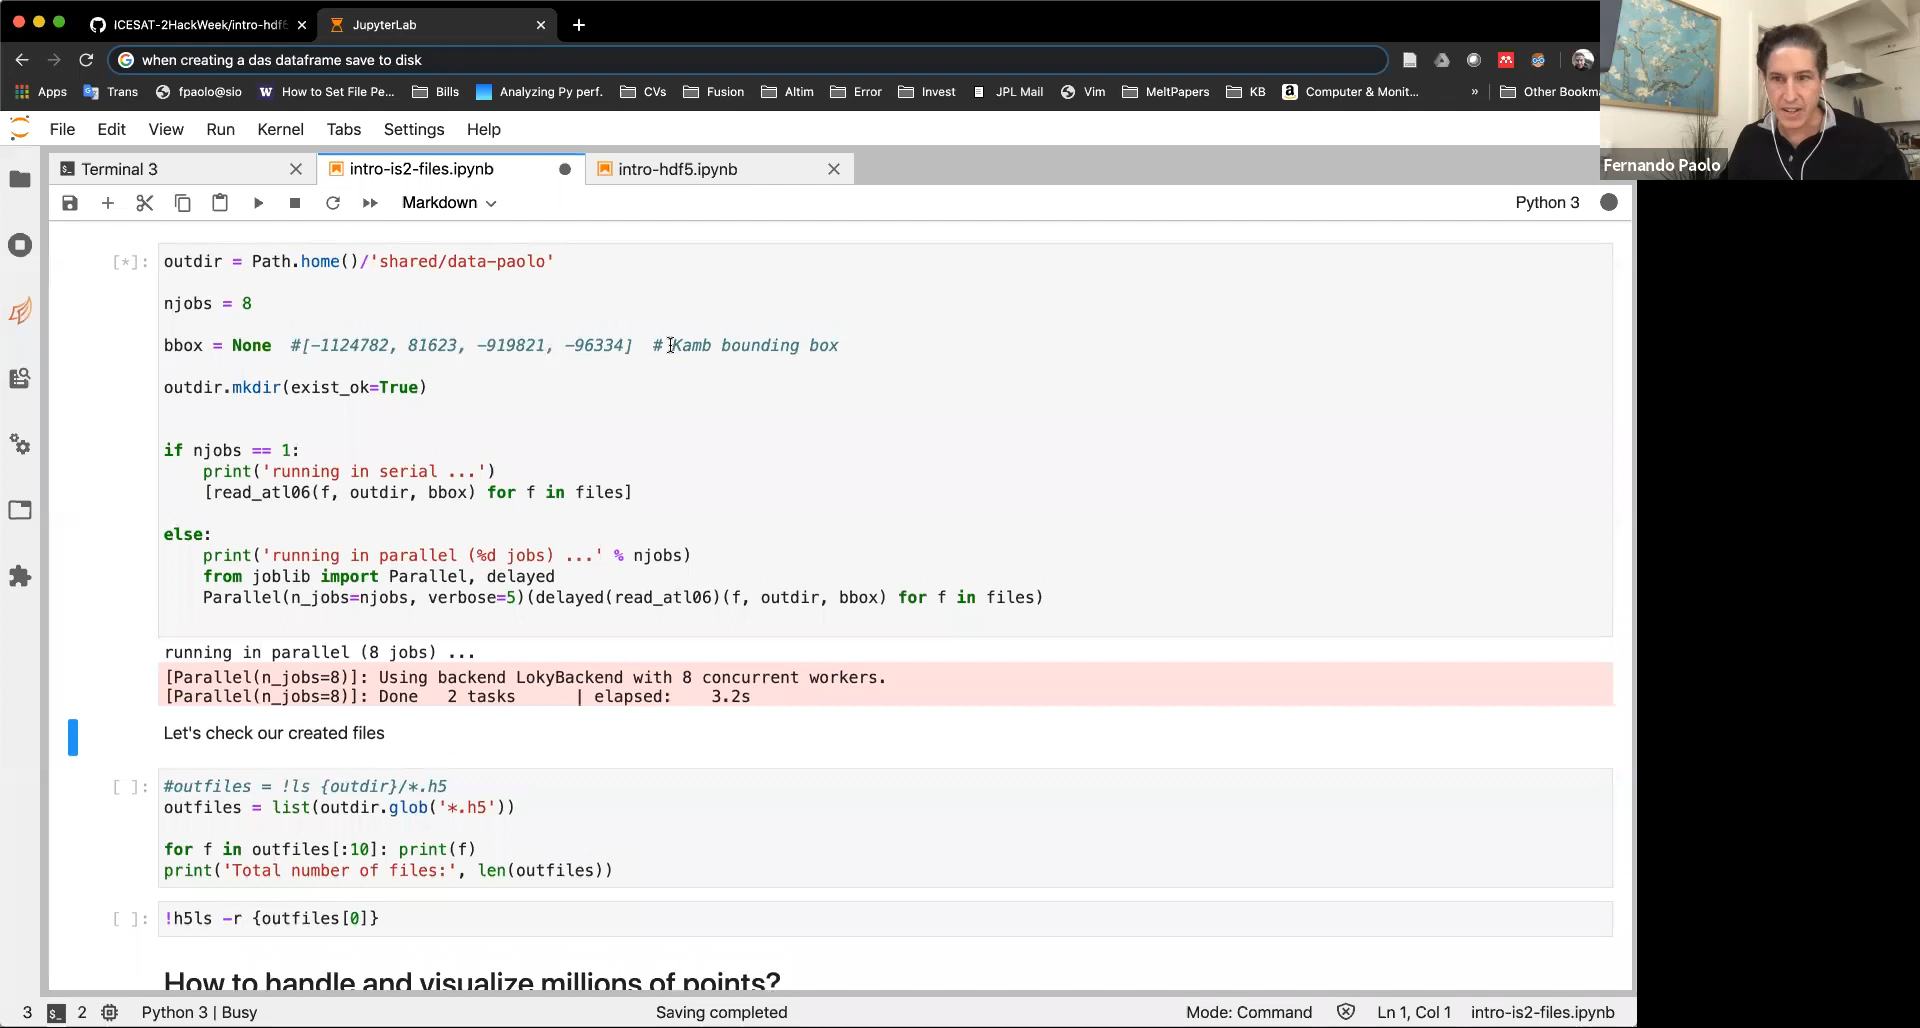 ICESAT-2HackWeek/intro-hdf5
JupyterLab
when creating a das dataframe save to disk
Apps
Trans
fpaolo@sio
How to Set File Pe...
Bills
Analyzing Py perf.
CVs
Fusion
Altim
Error
Invest
JPL Mail
Vim
MeltPapers
KB
Computer & Monit...
»
Other Bookma
Fernando Paolo
File Edit View Run Kernel Tabs Settings Help
Terminal 3
intro-is2-files.ipynb
intro-hdf5.ipynb
Markdown
Python 3
[*]:
outdir = Path.home()/'shared/data-paolo'
njobs = 8
bbox = None  #[-1124782, 81623, -919821, -96334]  # Kamb bounding box
outdir.mkdir(exist_ok=True)
if njobs == 1:
    print('running in serial ...')
    [read_atl06(f, outdir, bbox) for f in files]
else:
    print('running in parallel (%d jobs) ...' % njobs)
    from joblib import Parallel, delayed
    Parallel(n_jobs=njobs, verbose=5)(delayed(read_atl06)(f, outdir, bbox) for f in files)
running in parallel (8 jobs) ...
[Parallel(n_jobs=8)]: Using backend LokyBackend with 8 concurrent workers.
[Parallel(n_jobs=8)]: Done   2 tasks      | elapsed:    3.2s
Let's check our created files
[ ]:
#outfiles = !ls {outdir}/*.h5
outfiles = list(outdir.glob('*.h5'))
for f in outfiles[:10]: print(f)
print('Total number of files:', len(outfiles))
[ ]:
!h5ls -r {outfiles[0]}
How to handle and visualize millions of points?
3
2
Python 3 | Busy
Saving completed
Mode: Command
Ln 1, Col 1
intro-is2-files.ipynb